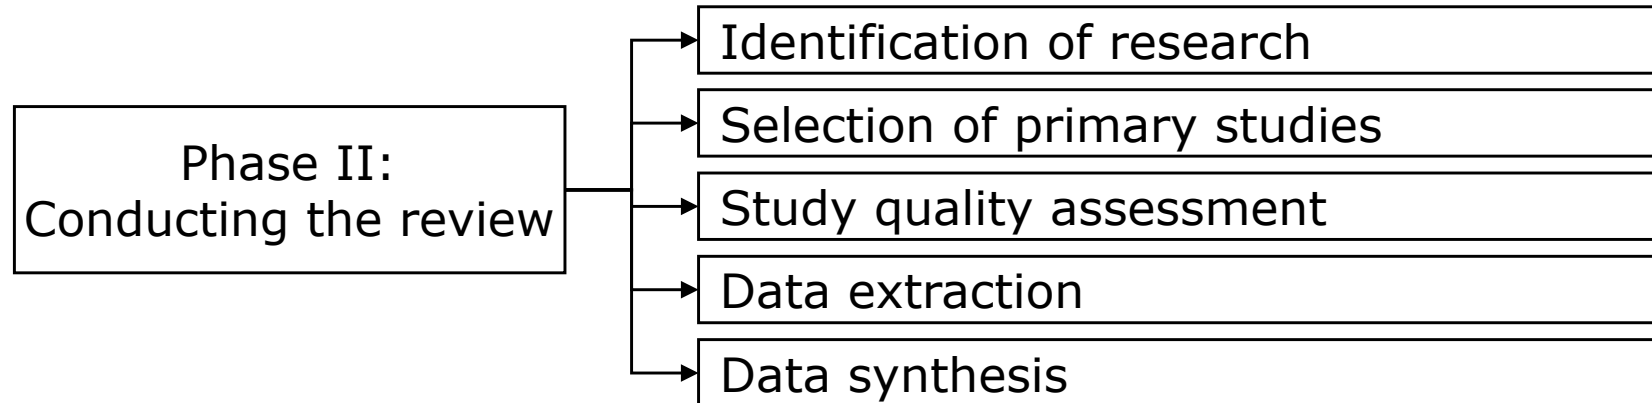 Phase II:
Conducting the review
Identification of research
Selection of primary studies
Study quality assessment
Data extraction
Data synthesis